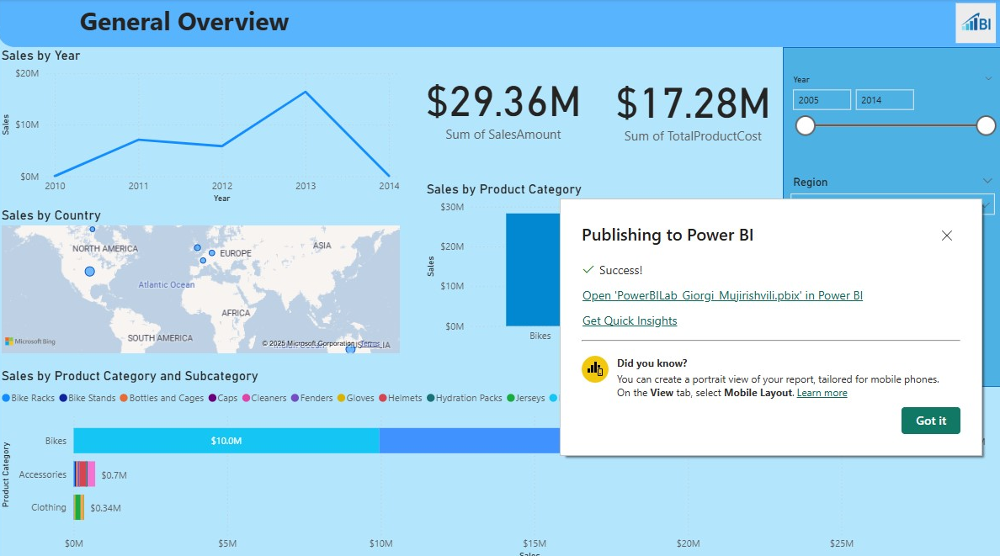 General Overview
BI
Sales by Year
$20M
$10M
$0M
Sales
2010
2011
2012
2013
2014
Year
$29.36M
Sum of SalesAmount
$17.28M
Sum of TotalProductCost
Year
2005
2014
Region
Sales by Country
NORTH AMERICA
EUROPE
ASIA
Atlantic Ocean
AFRICA
SOUTH AMERICA
Microsoft Bing
© 2025 Microsoft Corporation
Terms
Sales by Product Category
$30M
$20M
$10M
$0M
Sales
Bikes
Publishing to Power BI
Success!
Open 'PowerBILab_Giorgi_Mujirishvili.pbix' in Power BI
Get Quick Insights
Did you know?
You can create a portrait view of your report, tailored for mobile phones.
On the View tab, select Mobile Layout. Learn more
Got it
Sales by Product Category and Subcategory
Bike Racks
Bike Stands
Bottles and Cages
Caps
Cleaners
Fenders
Gloves
Helmets
Hydration Packs
Jerseys
Product Category
Bikes
$10.0M
Accessories
$0.7M
Clothing
$0.34M
$0M
$5M
$10M
$15M
$20M
$25M
Sales